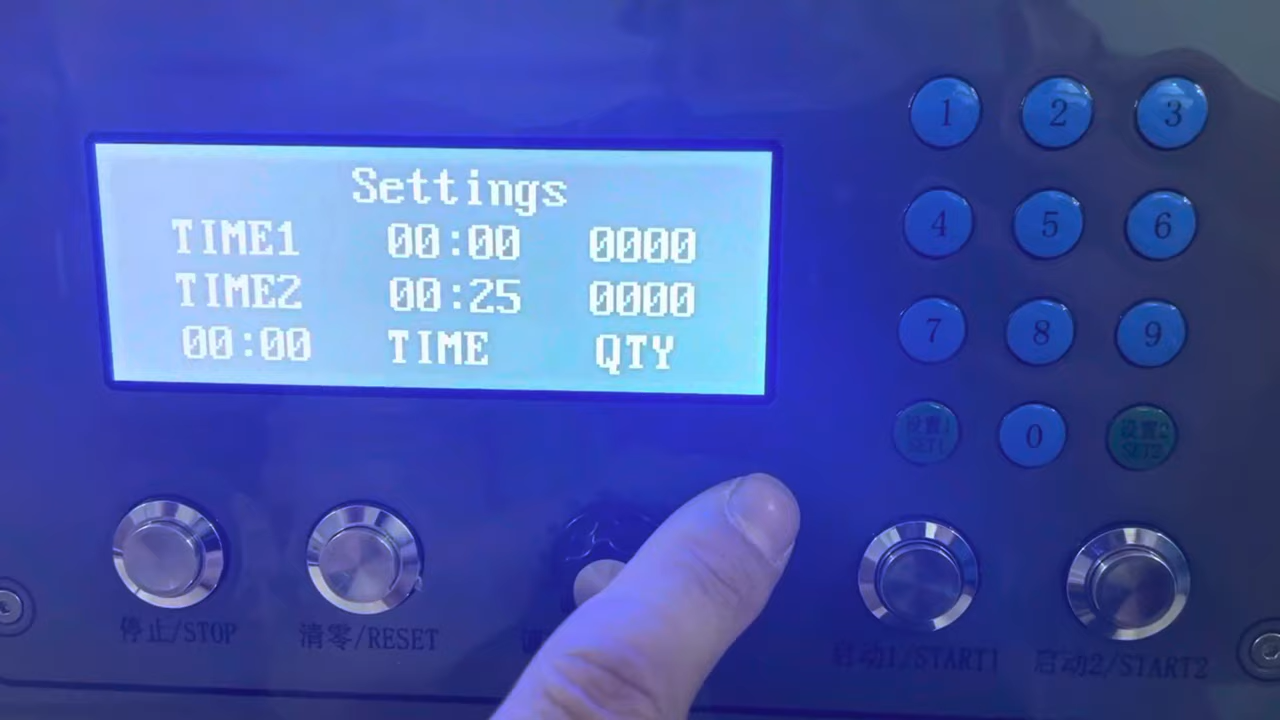 Settings
TIME1 00:00 0000
TIME2 00:25 0000
00:00 TIME QTY
1 2 3
4 5 6
7 8 9
设置1 0 设置2
SET1 SET2
停止/STOP 清零/RESET 启动1/START1 启动2/START2